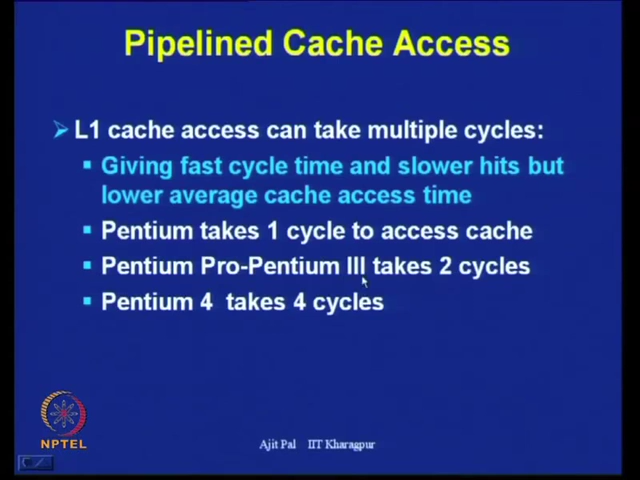 Pipelined Cache Access
L1 cache access can take multiple cycles:
Giving fast cycle time and slower hits but
lower average cache access time
Pentium takes 1 cycle to access cache
Pentium Pro-Pentium III takes 2 cycles
Pentium 4 takes 4 cycles
NPTEL
Ajit Pal IIT Kharagpur